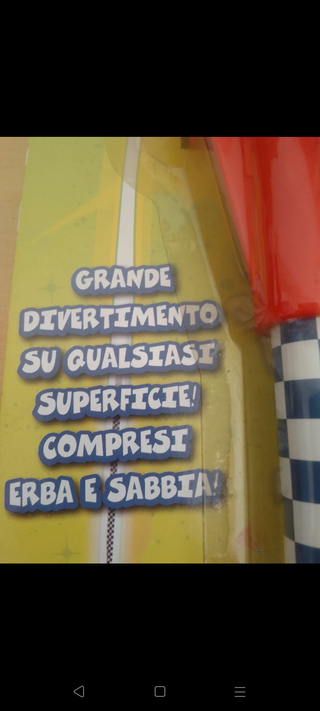 GRANDE
DIVERTIMENTO
SU QUALSIASI
SUPERFICIE!
COMPRESI
ERBA E SABBIA!